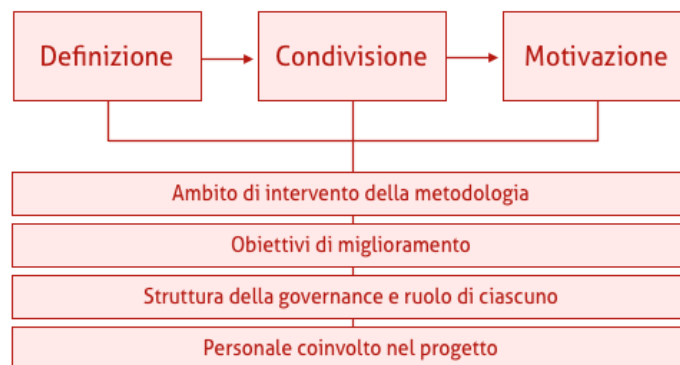 Definizione
Condivisione
Motivazione
Ambito di intervento della metodologia
Obiettivi di miglioramento
Struttura della governance e ruolo di ciascuno
Personale coinvolto nel progetto